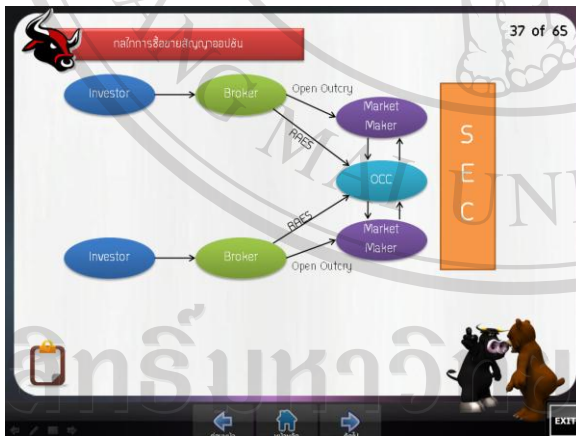 37 of 65
กลไกการซื้อขายสัญญาออปชัน
Investor
Broker
Open Outcry
Market
Maker
RAES
OCC
S
E
C
RAES
Market
Maker
Investor
Broker
Open Outcry
EXIT